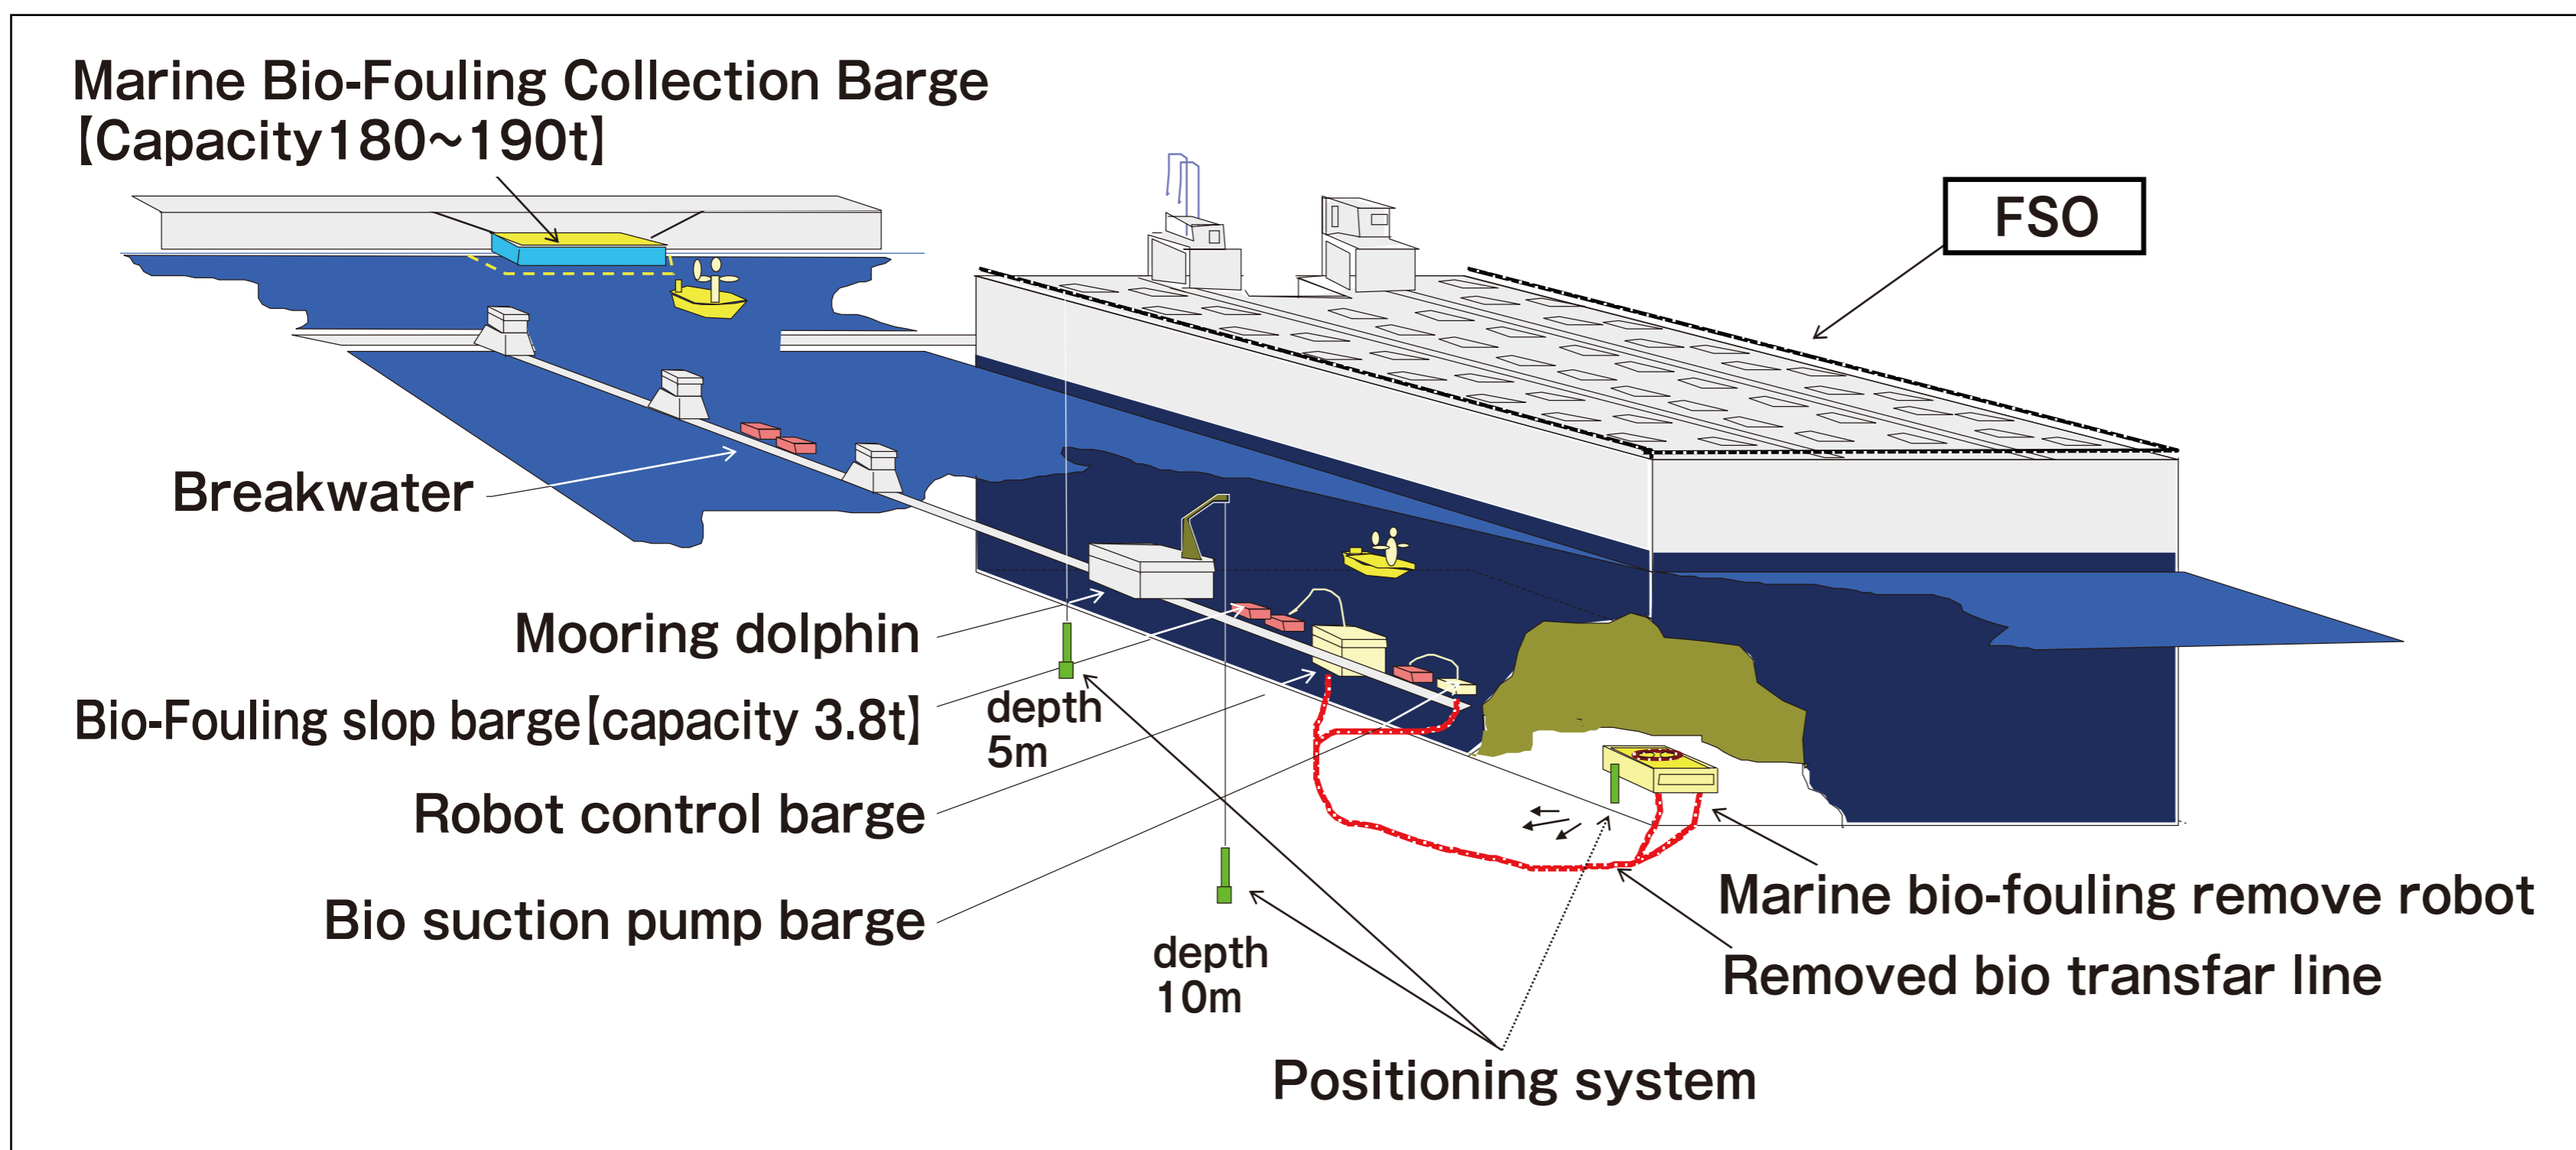 Marine Bio-Fouling Collection Barge
【Capacity180~190t】
FSO
Breakwater
Mooring dolphin
Bio-Fouling slop barge【capacity 3.8t】
depth
5m
Robot control barge
Bio suction pump barge
depth
10m
Marine bio-fouling remove robot
Removed bio transfar line
Positioning system